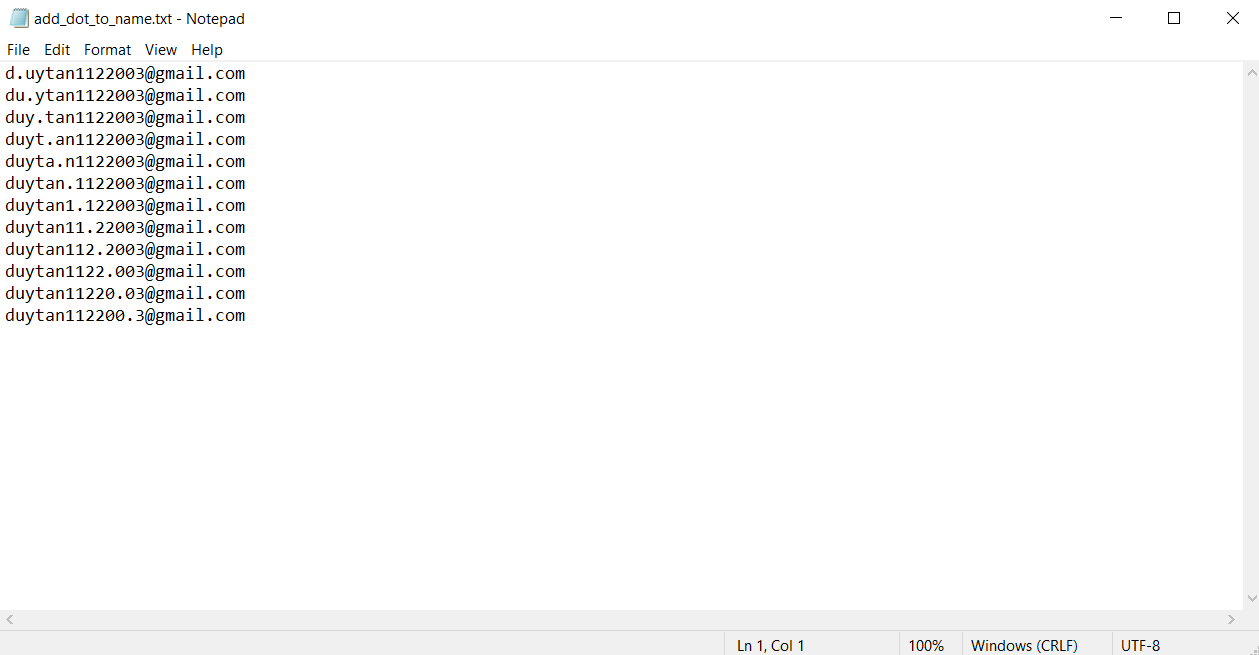 add_dot_to_name.txt - Notepad
File Edit Format View Help
d.uytan1122003@gmail.com
du.ytan1122003@gmail.com
duy.tan1122003@gmail.com
duyt.an1122003@gmail.com
duyta.n1122003@gmail.com
duytan.1122003@gmail.com
duytan1.122003@gmail.com
duytan11.22003@gmail.com
duytan112.2003@gmail.com
duytan1122.003@gmail.com
duytan11220.03@gmail.com
duytan112200.3@gmail.com
Ln 1, Col 1 100% Windows (CRLF) UTF-8